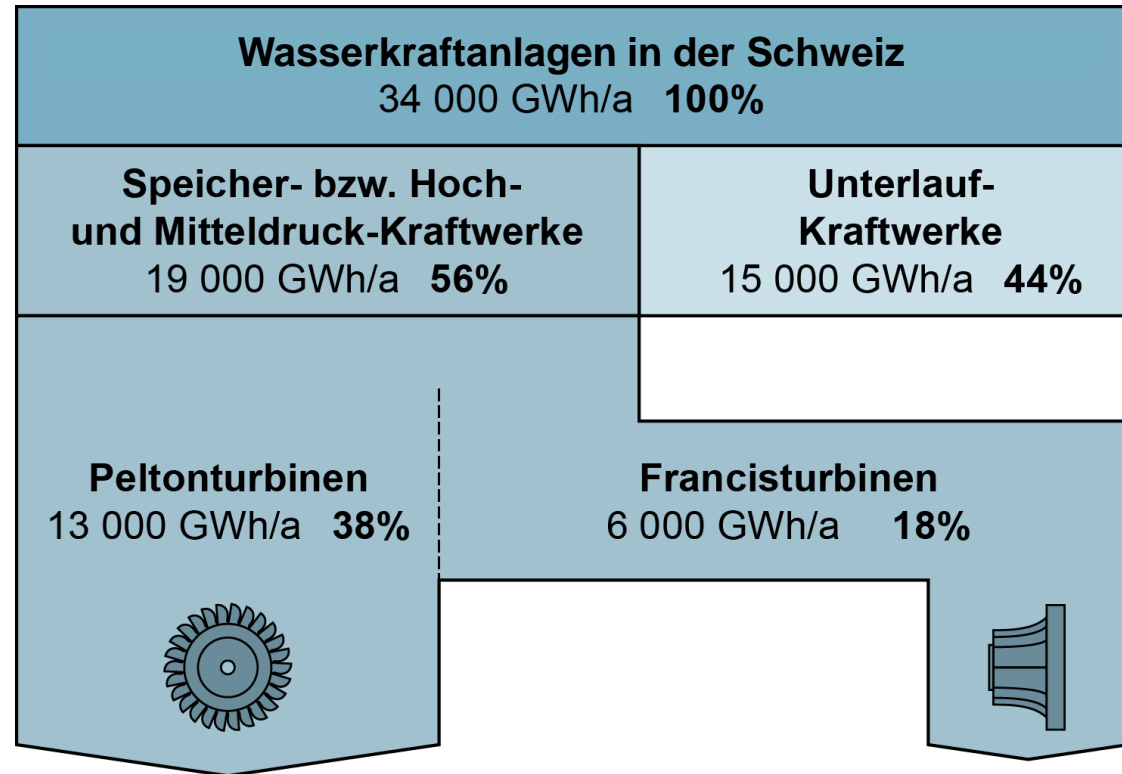 Wasserkraftanlagen in der Schweiz
34 000 GWh/a 100%
Speicher- bzw. Hoch-
und Mitteldruck-Kraftwerke
19 000 GWh/a 56%
Unterlauf-
Kraftwerke
15 000 GWh/a 44%
Peltonturbinen
13 000 GWh/a 38%
Francisturbinen
6 000 GWh/a 18%